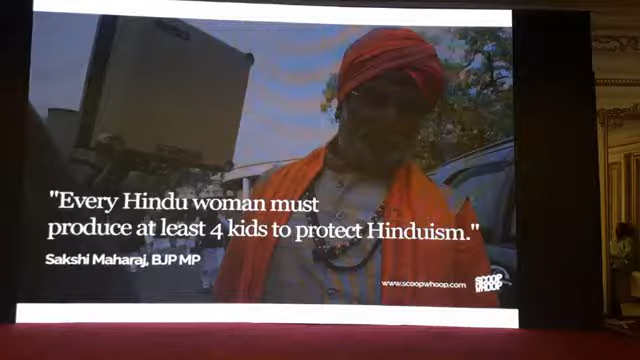 "Every Hindu woman must
produce at least 4 kids to protect Hinduism."
Sakshi Maharaj, BJP MP
www.scoopwhoop.com
SCOOP
WHOOP